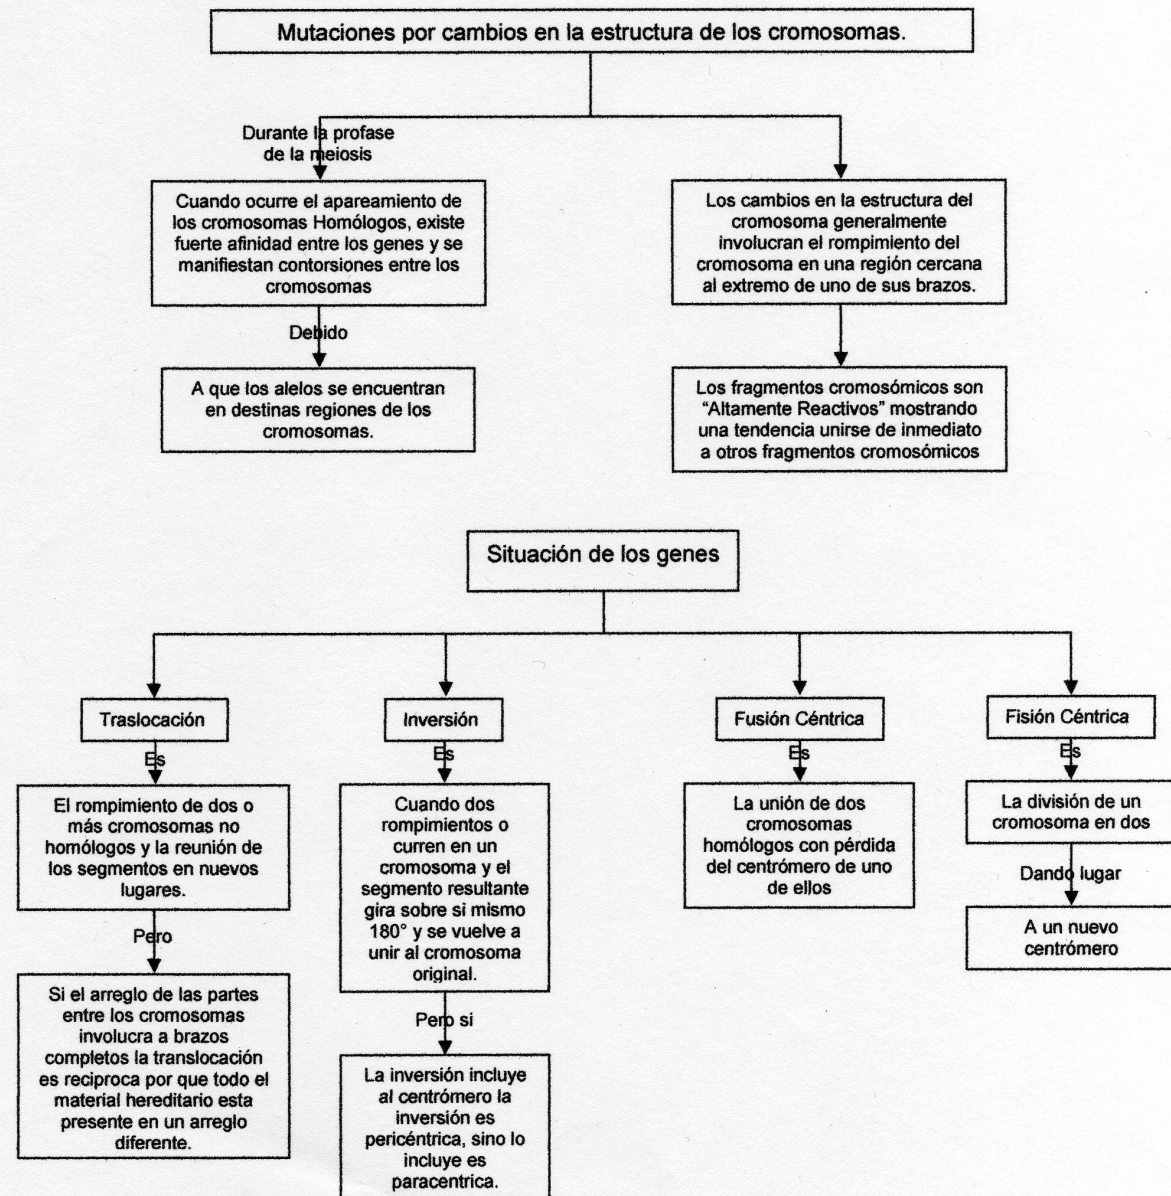 Mutaciones por cambios en la estructura de los cromosomas.
Durante la profase
de la meiosis
Cuando ocurre el apareamiento de
los cromosomas Homólogos, existe
fuerte afinidad entre los genes y se
manifiestan contorsiones entre los
cromosomas
Debido
A que los alelos se encuentran
en destinas regiones de los
cromosomas.
Los cambios en la estructura del
cromosoma generalmente
involucran el rompimiento del
cromosoma en una región cercana
al extremo de uno de sus brazos.
Los fragmentos cromosómicos son
“Altamente Reactivos” mostrando
una tendencia unirse de inmediato
a otros fragmentos cromosómicos
Situación de los genes
Traslocación
Es
El rompimiento de dos o
más cromosomas no
homólogos y la reunión de
los segmentos en nuevos
lugares.
Pero
Si el arreglo de las partes
entre los cromosomas
involucra a brazos
completos la translocación
es reciproca por que todo el
material hereditario esta
presente en un arreglo
diferente.
Inversión
Es
Cuando dos
rompimientos o
curren en un
cromosoma y el
segmento resultante
gira sobre si mismo
180° y se vuelve a
unir al cromosoma
original.
Pero si
La inversión incluye
al centrómero la
inversión es
pericéntrica, sino lo
incluye es
paracentrica.
Fusión Céntrica
Es
La unión de dos
cromosomas
homólogos con pérdida
del centrómero de uno
de ellos
Fisión Céntrica
Es
La división de un
cromosoma en dos
Dando lugar
A un nuevo
centrómero